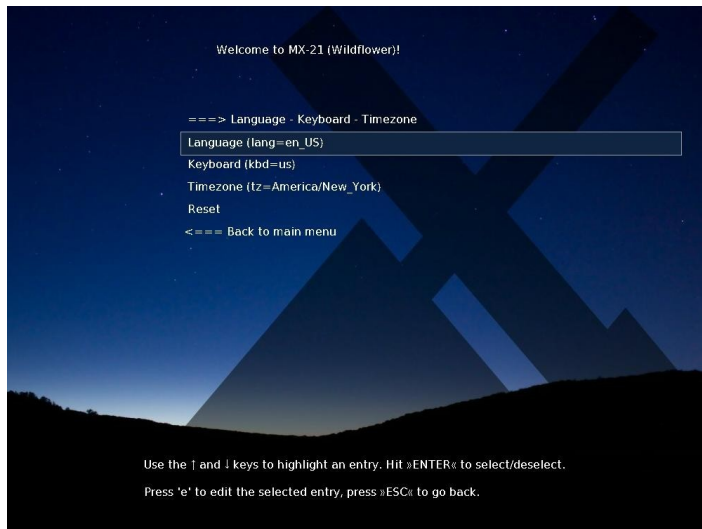 Welcome to MX-21 (Wildflower)!
===> Language - Keyboard - Timezone
Language (lang=en_US)
Keyboard (kbd=us)
Timezone (tz=America/New_York)
Reset
<=== Back to main menu
Use the ↑ and ↓ keys to highlight an entry. Hit »ENTER« to select/deselect.
Press 'e' to edit the selected entry, press »ESC« to go back.